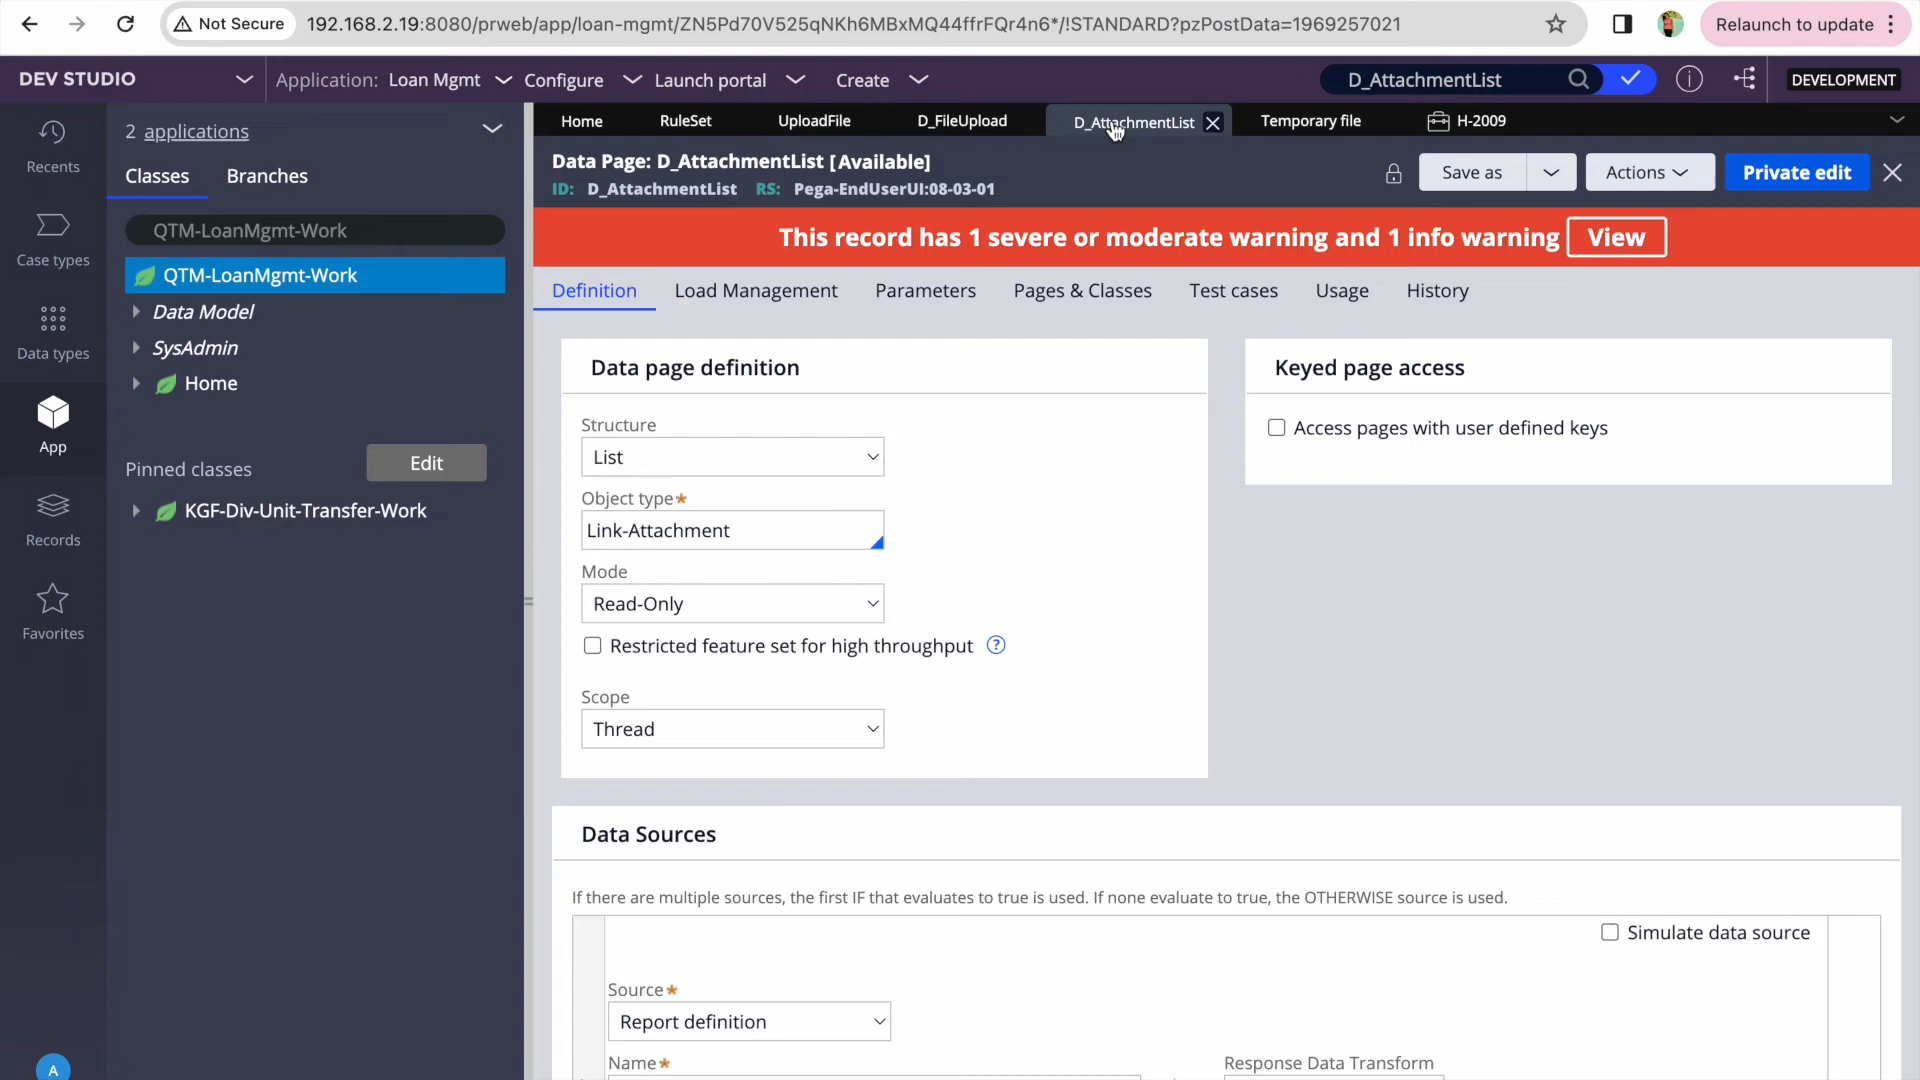 Not Secure 192.168.2.19:8080/prweb/app/loan-mgmt/ZN5Pd70V525qNKh6MBxMQ44ffrFQr4n6*/!STANDARD?pzPostData=1969257021 Relaunch to update
DEV STUDIO Application: Loan Mgmt Configure Launch portal Create D_AttachmentList DEVELOPMENT
Recents
Case types
Data types
App
Records
Favorites
A
2 applications
Classes Branches
QTM-LoanMgmt-Work
QTM-LoanMgmt-Work
Data Model
SysAdmin
Home
Pinned classes Edit
KGF-Div-Unit-Transfer-Work
Home RuleSet UploadFile D_FileUpload D_AttachmentList Temporary file H-2009
Data Page: D_AttachmentList [Available]
ID: D_AttachmentList RS: Pega-EndUserUI:08-03-01
Save as Actions Private edit
This record has 1 severe or moderate warning and 1 info warning View
Definition Load Management Parameters Pages & Classes Test cases Usage History
Data page definition
Structure
List
Object type*
Link-Attachment
Mode
Read-Only
Restricted feature set for high throughput ?
Scope
Thread
Keyed page access
Access pages with user defined keys
Data Sources
If there are multiple sources, the first IF that evaluates to true is used. If none evaluate to true, the OTHERWISE source is used.
Simulate data source
Source*
Report definition
Name* Response Data Transform